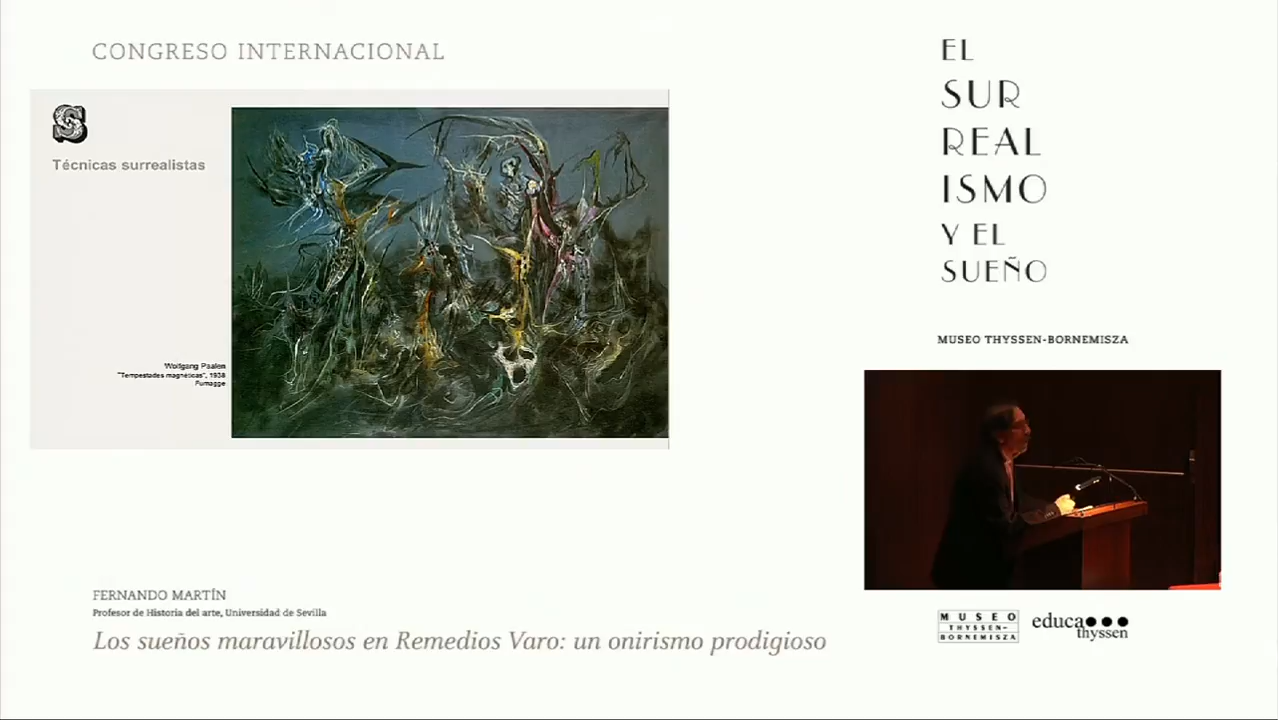 CONGRESO INTERNACIONAL
S
Técnicas surrealistas
Wolfgang Paalen
"Tempestades magnéticas", 1938
Fumagge
EL
SUR
REAL
ISMO
Y EL
SUEÑO
MUSEO THYSSEN-BORNEMISZA
FERNANDO MARTÍN
Profesor de Historia del arte, Universidad de Sevilla
Los sueños maravillosos en Remedios Varo: un onirismo prodigioso
MUSEO
THYSSEN-
BORNEMISZA
educa
thyssen